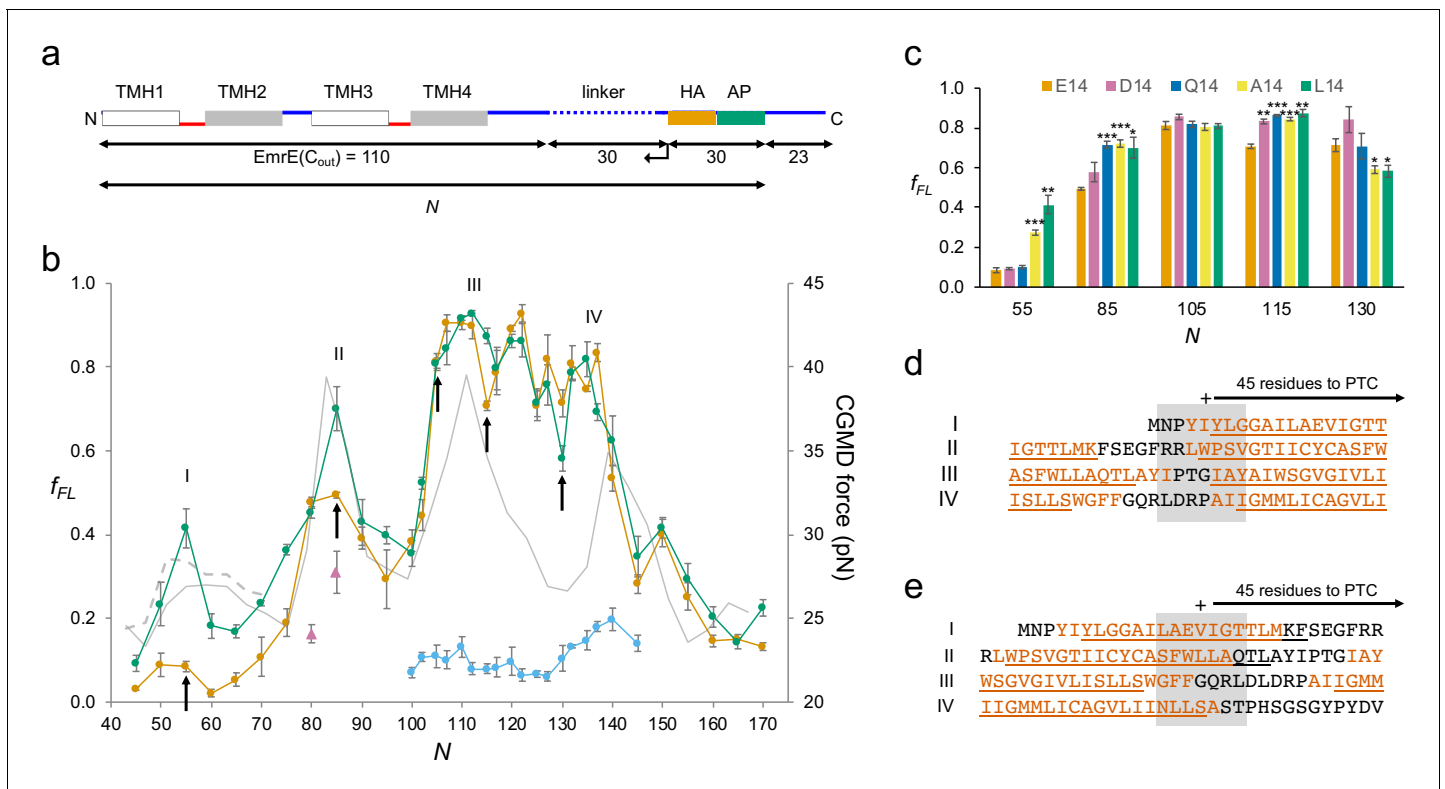 a
TMH1 TMH2 TMH3 TMH4 linker HA AP
N C
EmrE(Cout) = 110 30 30 23
N
b
1.0 0.8 0.6 0.4 0.2 0.0
fFL
I II III IV
45 40 35 30 25 20
CGMD force (pN)
40 50 60 70 80 90 100 110 120 130 140 150 160 170
N
c
E14 D14 Q14 A14 L14
1.0 0.8 0.6 0.4 0.2 0.0
fFL
*** **
*** *** *
** *** *** **
* *
55 85 105 115 130
N
d
45 residues to PTC
+
I MNPYIYLGGAILAEVIGTT
II IGTTLMKFSEGFRRLWPSVGTIICYCASFW
III ASFWLLAQTLAYIPTGIAYAIWSGVGIVLI
IV ISLLSWGFFGQRLDRPAIIGMMLICAGVLI
e
45 residues to PTC
+
I MNPYIYLGGAILAEVIGTTLMKFSEGFRR
II RLWPSVGTIICYCASFWLLAQTLAYIPTGIAY
III WSGVGIVLISLLSWGFFGQRLDLDRPAIIGMM
IV IIGMMLICAGVLIINLLSASTPHSGSGYPYDV